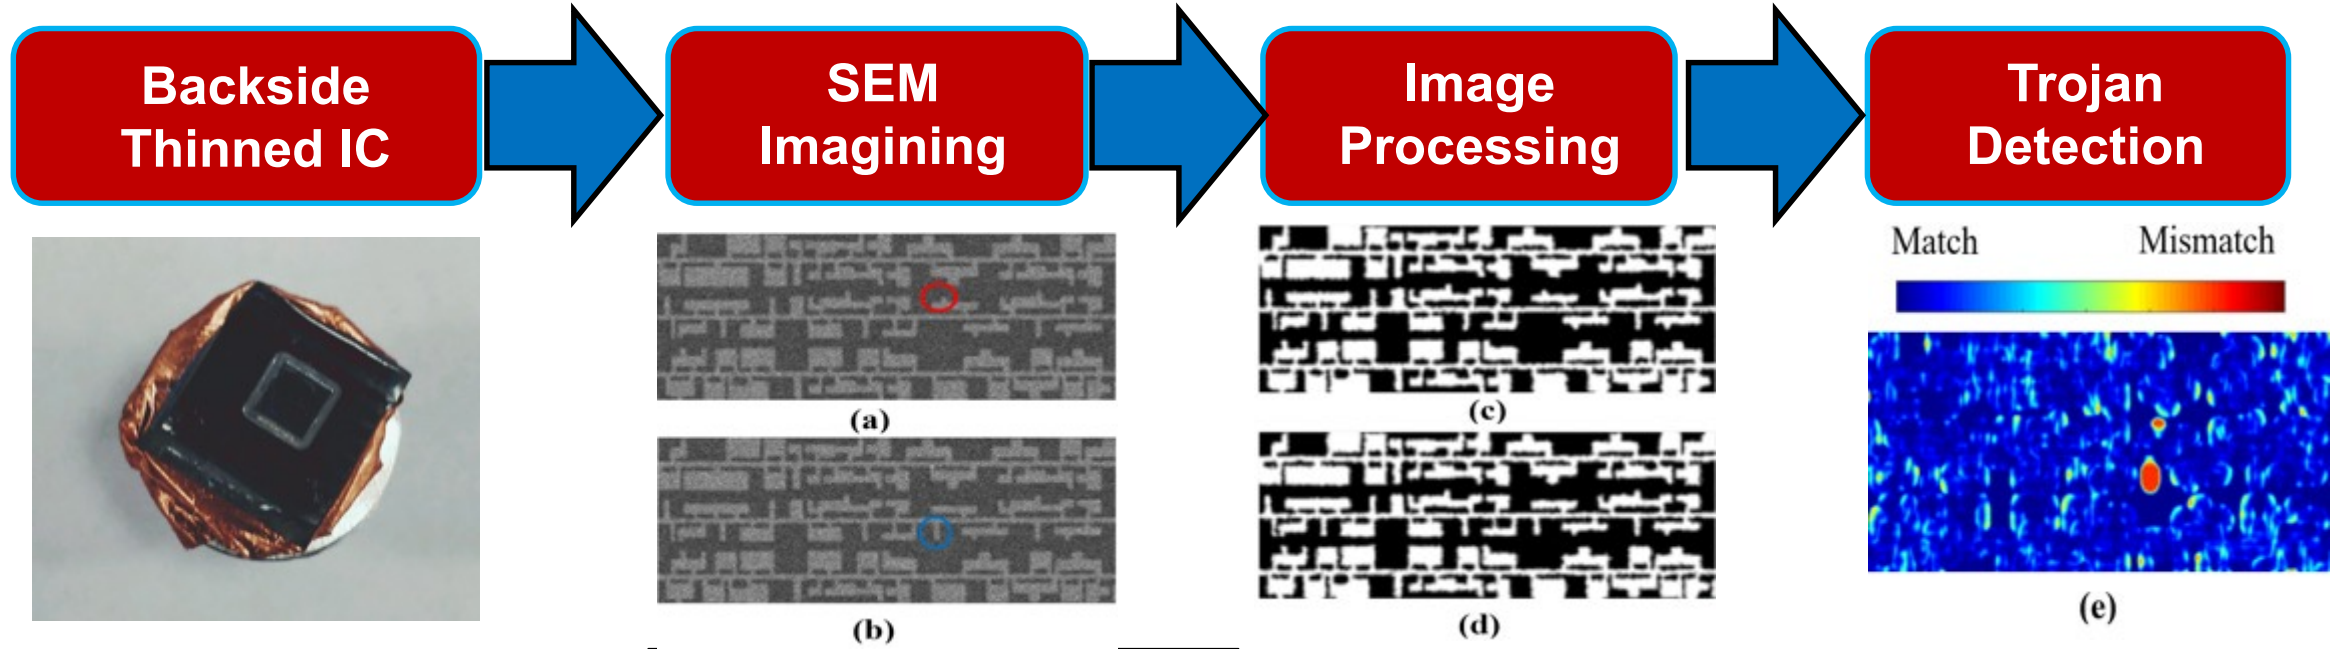 Backside
Thinned IC
SEM
Imagining
Image
Processing
Trojan
Detection
Match Mismatch
(a)
(b)
(c)
(d)
(e)